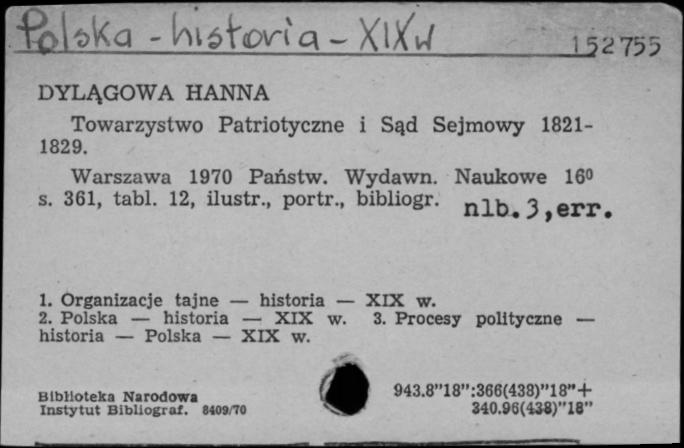 Polska - historia - XIX w
152755
DYLĄGOWA HANNA
Towarzystwo Patriotyczne i Sąd Sejmowy 1821-
1829.
Warszawa 1970 Państw. Wydawn. Naukowe 16⁰
s. 361, tabl. 12, ilustr., portr., bibliogr. nlb.3,err.
1. Organizacje tajne — historia — XIX w.
2. Polska — historia — XIX w. 3. Procesy polityczne —
historia — Polska — XIX w.
Biblioteka Narodowa
Instytut Bibliograf. 8409/70
943.8"18":366(438)"18"+
340.96(438)"18"